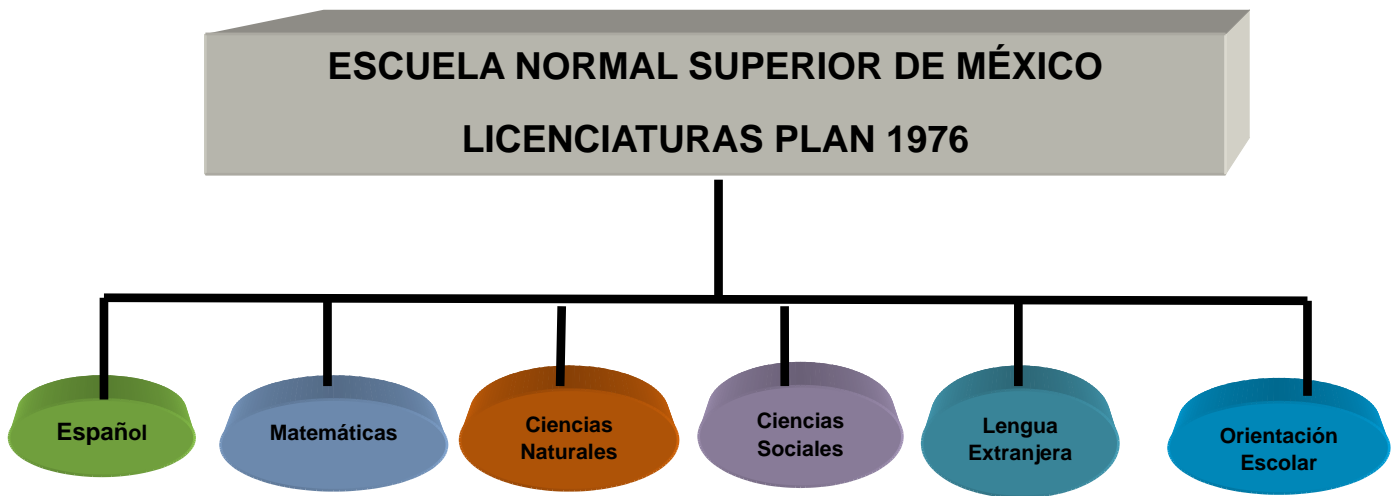 ESCUELA NORMAL SUPERIOR DE MÉXICO
LICENCIATURAS PLAN 1976
Español
Matemáticas
Ciencias
Naturales
Ciencias
Sociales
Lengua
Extranjera
Orientación
Escolar